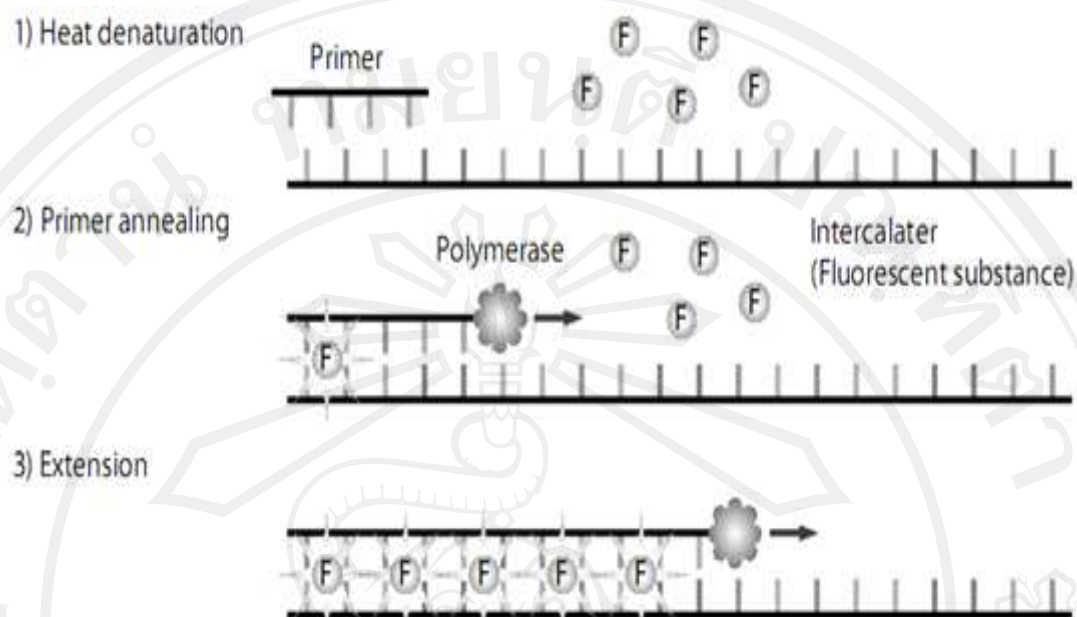 1) Heat denaturation
Primer
F F
F F F
2) Primer annealing
Polymerase
F F
Intercalater
(Fluorescent substance)
F F
F
3) Extension
F F F F F